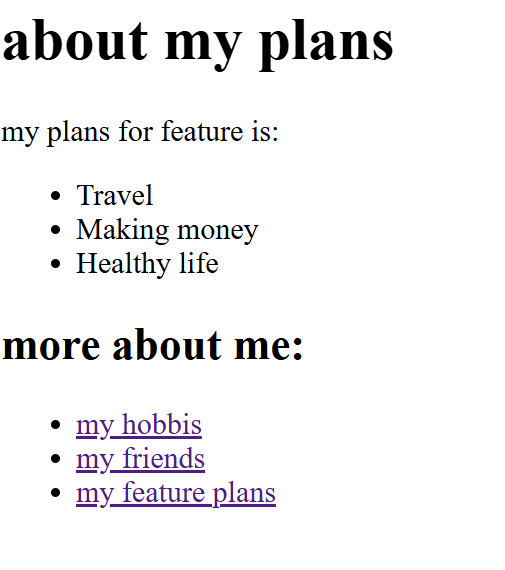 about my plans
my plans for feature is:
Travel
Making money
Healthy life
more about me:
my hobbis
my friends
my feature plans